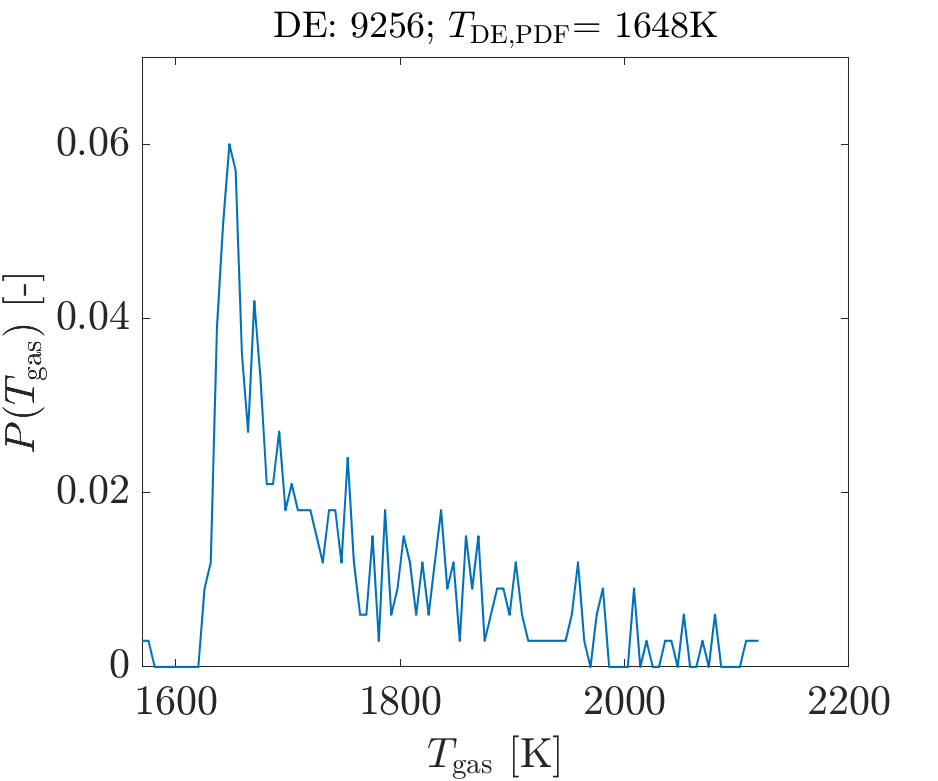 DE: 9256; T_DE,PDF= 1648K
0.06
0.04
0.02
0
P(T_gas) [-]
1600 1800 2000 2200
T_gas [K]